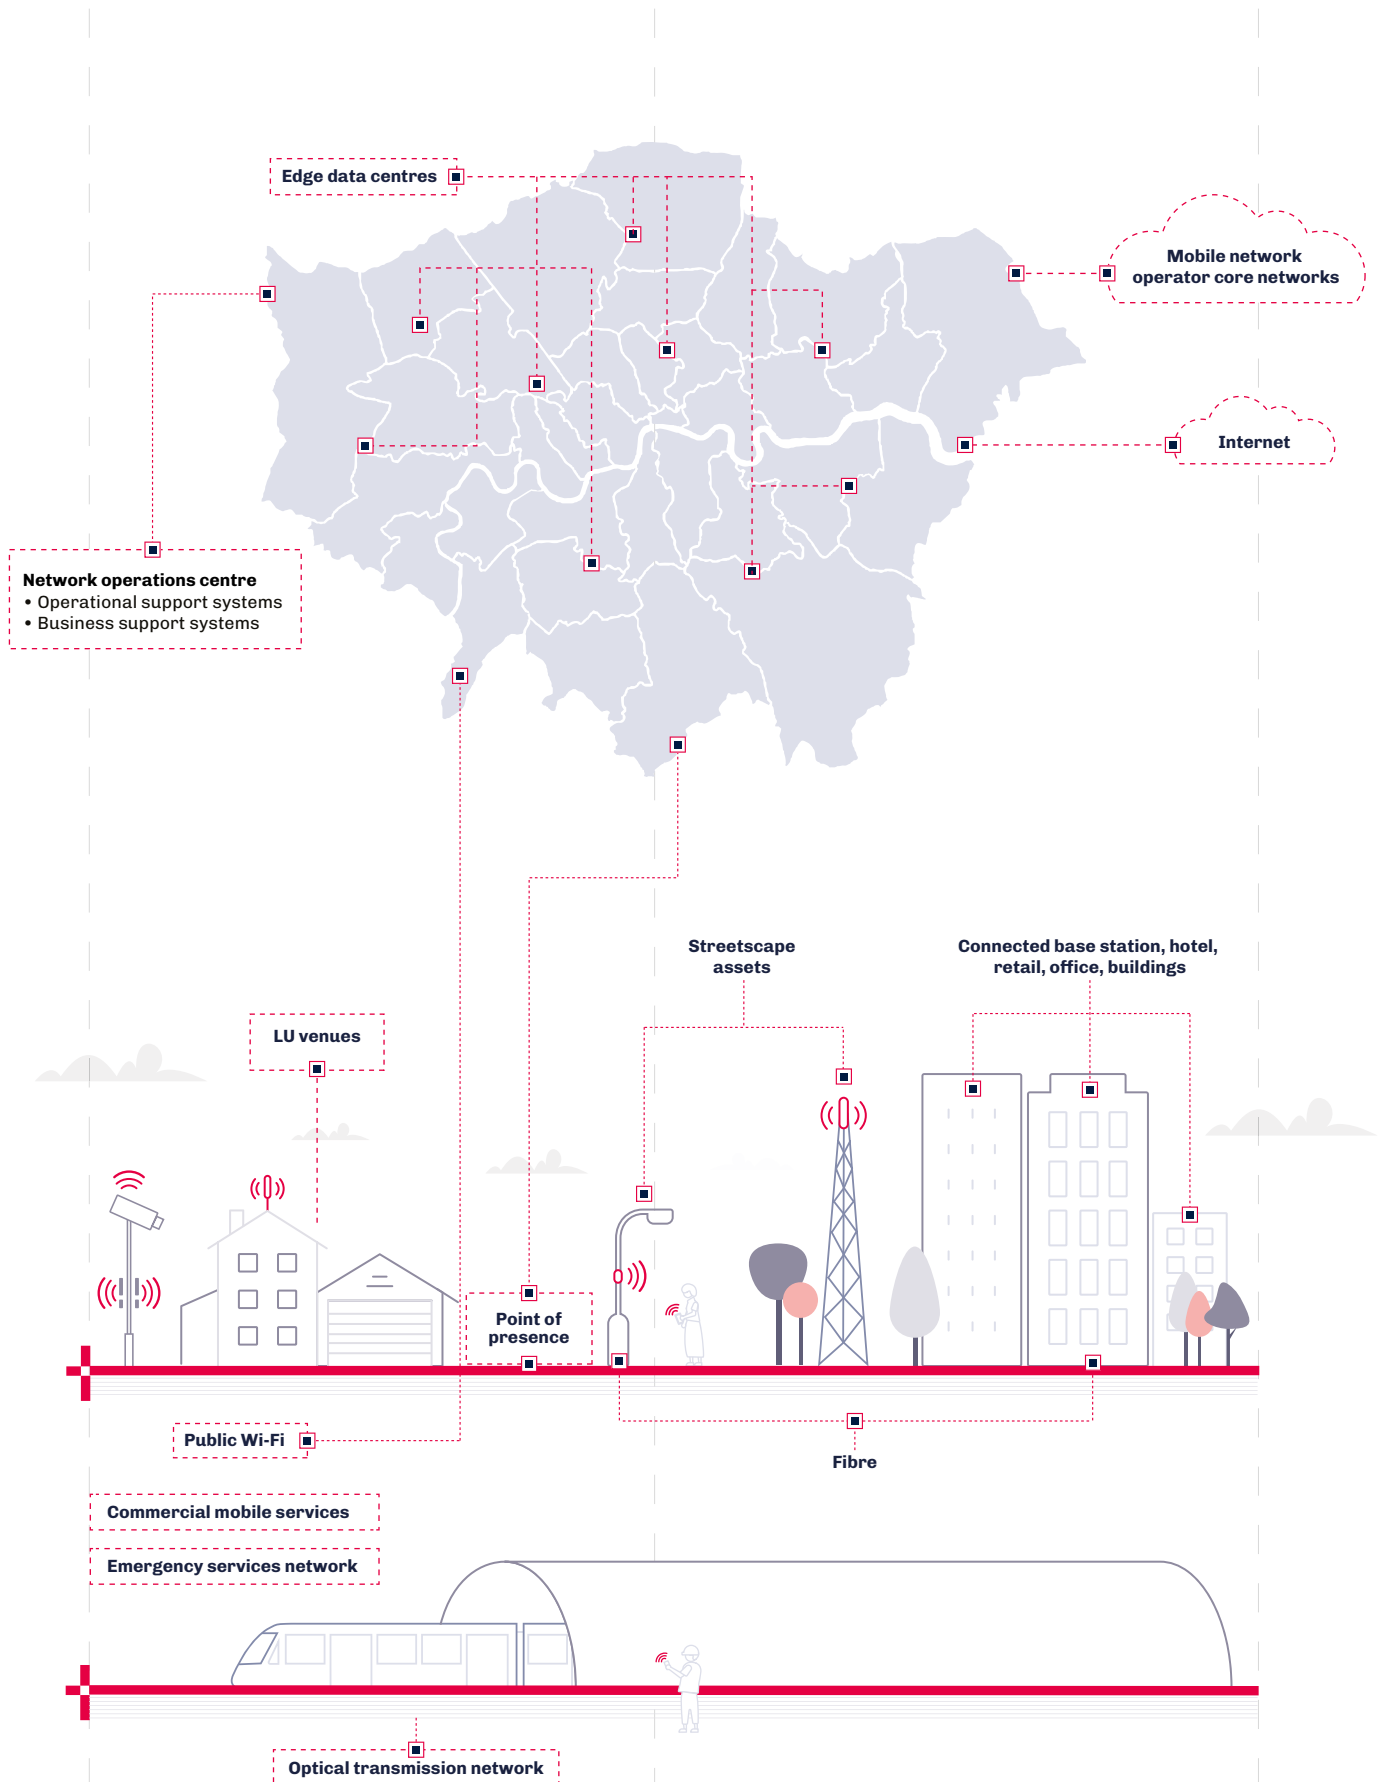 Edge data centres
Mobile network
operator core networks
Internet
Network operations centre
• Operational support systems
• Business support systems
Streetscape
assets
Connected base station, hotel,
retail, office, buildings
LU venues
Point of
presence
Public Wi-Fi
Fibre
Commercial mobile services
Emergency services network
Optical transmission network